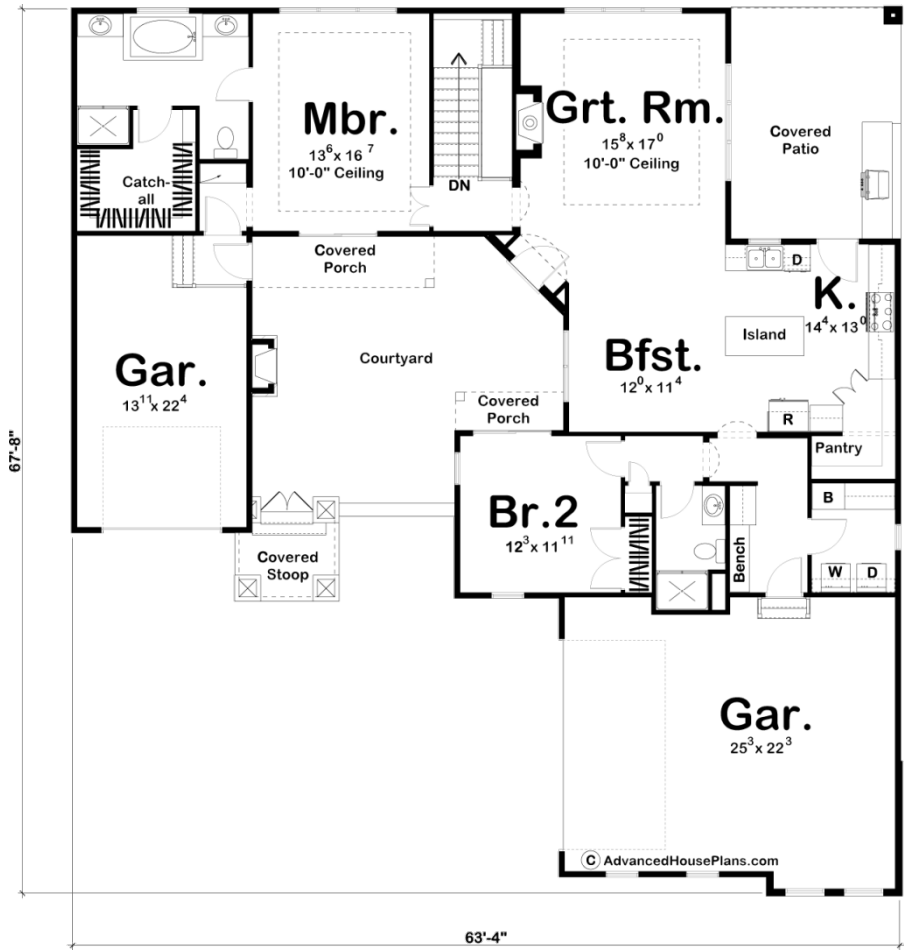 Mbr.
13⁶ x 16 ⁷
10'-0" Ceiling
Grt. Rm.
15⁸ x 17⁰
10'-0" Ceiling
Covered
Patio
Catch-
all
DN
Covered
Porch
D
K.
14⁴ x 13⁰
Island
Gar.
13¹¹ x 22⁴
Courtyard
Bfst.
12⁰ x 11⁴
Covered
Porch
R
Pantry
67'-8"
Br.2
12³ x 11¹¹
B
Bench
W
D
Covered
Stoop
Gar.
25³ x 22³
© AdvancedHousePlans.com
63'-4"